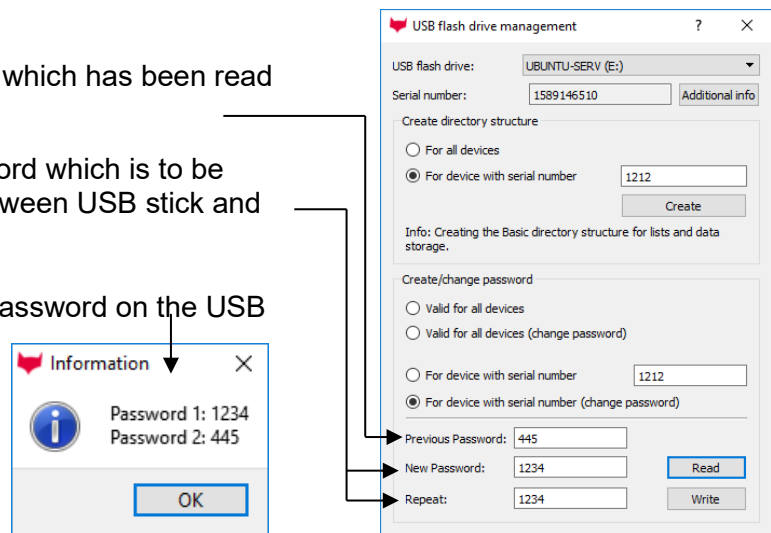 which has been read
ord which is to be
ween USB stick and
assword on the USB
Information
Password 1: 1234
Password 2: 445
OK
USB flash drive management ?
USB flash drive: UBUNTU-SERV (E:)
Serial number: 1589146510 Additional info
Create directory structure
For all devices
For device with serial number 1212
Create
Info: Creating the Basic directory structure for lists and data
storage.
Create/change password
Valid for all devices
Valid for all devices (change password)
For device with serial number 1212
For device with serial number (change password)
Previous Password: 445
New Password: 1234 Read
Repeat: 1234 Write